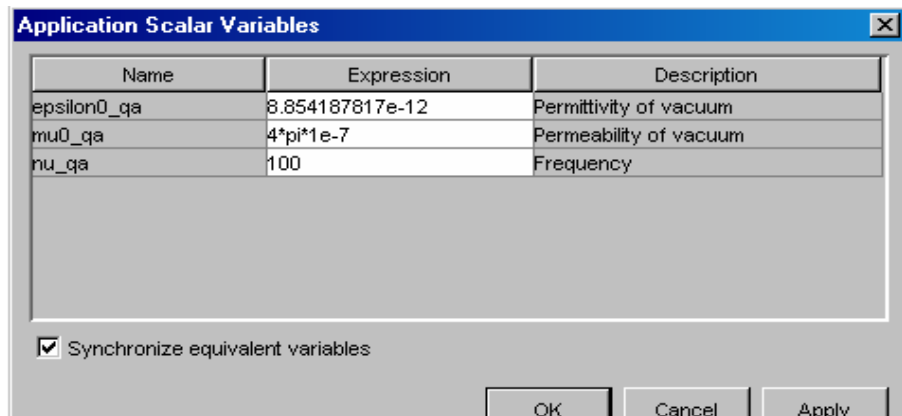 Application Scalar Variables
Name Expression Description
epsilon0_qa 8.854187817e-12 Permittivity of vacuum
mu0_qa 4*pi*1e-7 Permeability of vacuum
nu_qa 100 Frequency
Synchronize equivalent variables
OK Cancel Apply